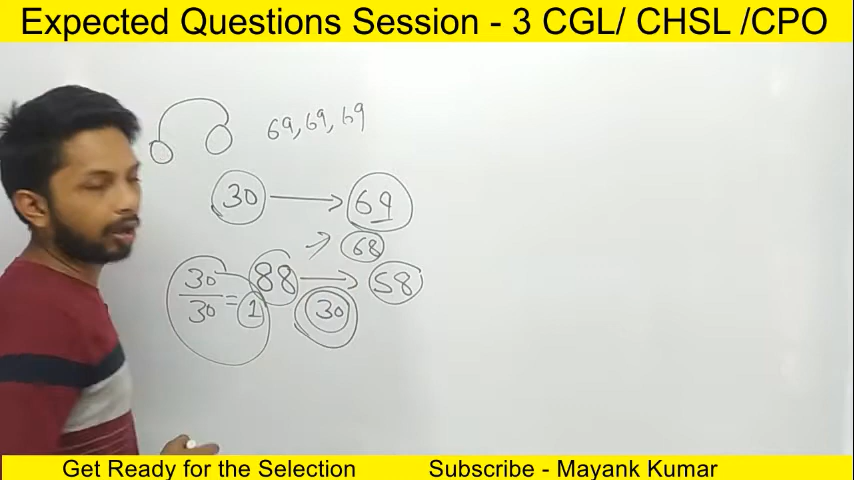 Expected Questions Session - 3 CGL/ CHSL /CPO
69, 69, 69
30 → 69
→ 68
88 → 58
30
30/30 = 1
Get Ready for the Selection
Subscribe - Mayank Kumar